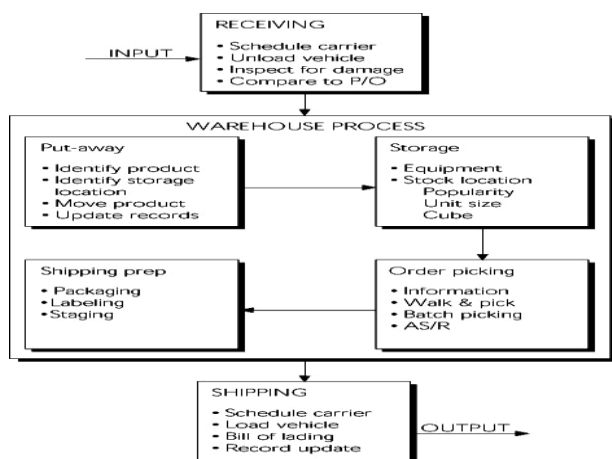 RECEIVING
• Schedule carrier
• Unload vehicle
• Inspect for damage
• Compare to P/O
INPUT
WAREHOUSE PROCESS
Put-away
• Identify product
• Identify storage
location
• Move product
• Update records
Storage
• Equipment
• Stock location
Popularity
Unit size
Cube
Shipping prep
• Packaging
• Labeling
• Staging
Order picking
• Information
• Walk & pick
• Batch picking
• AS/R
SHIPPING
• Schedule carrier
• Load vehicle
• Bill of lading
• Record update
OUTPUT